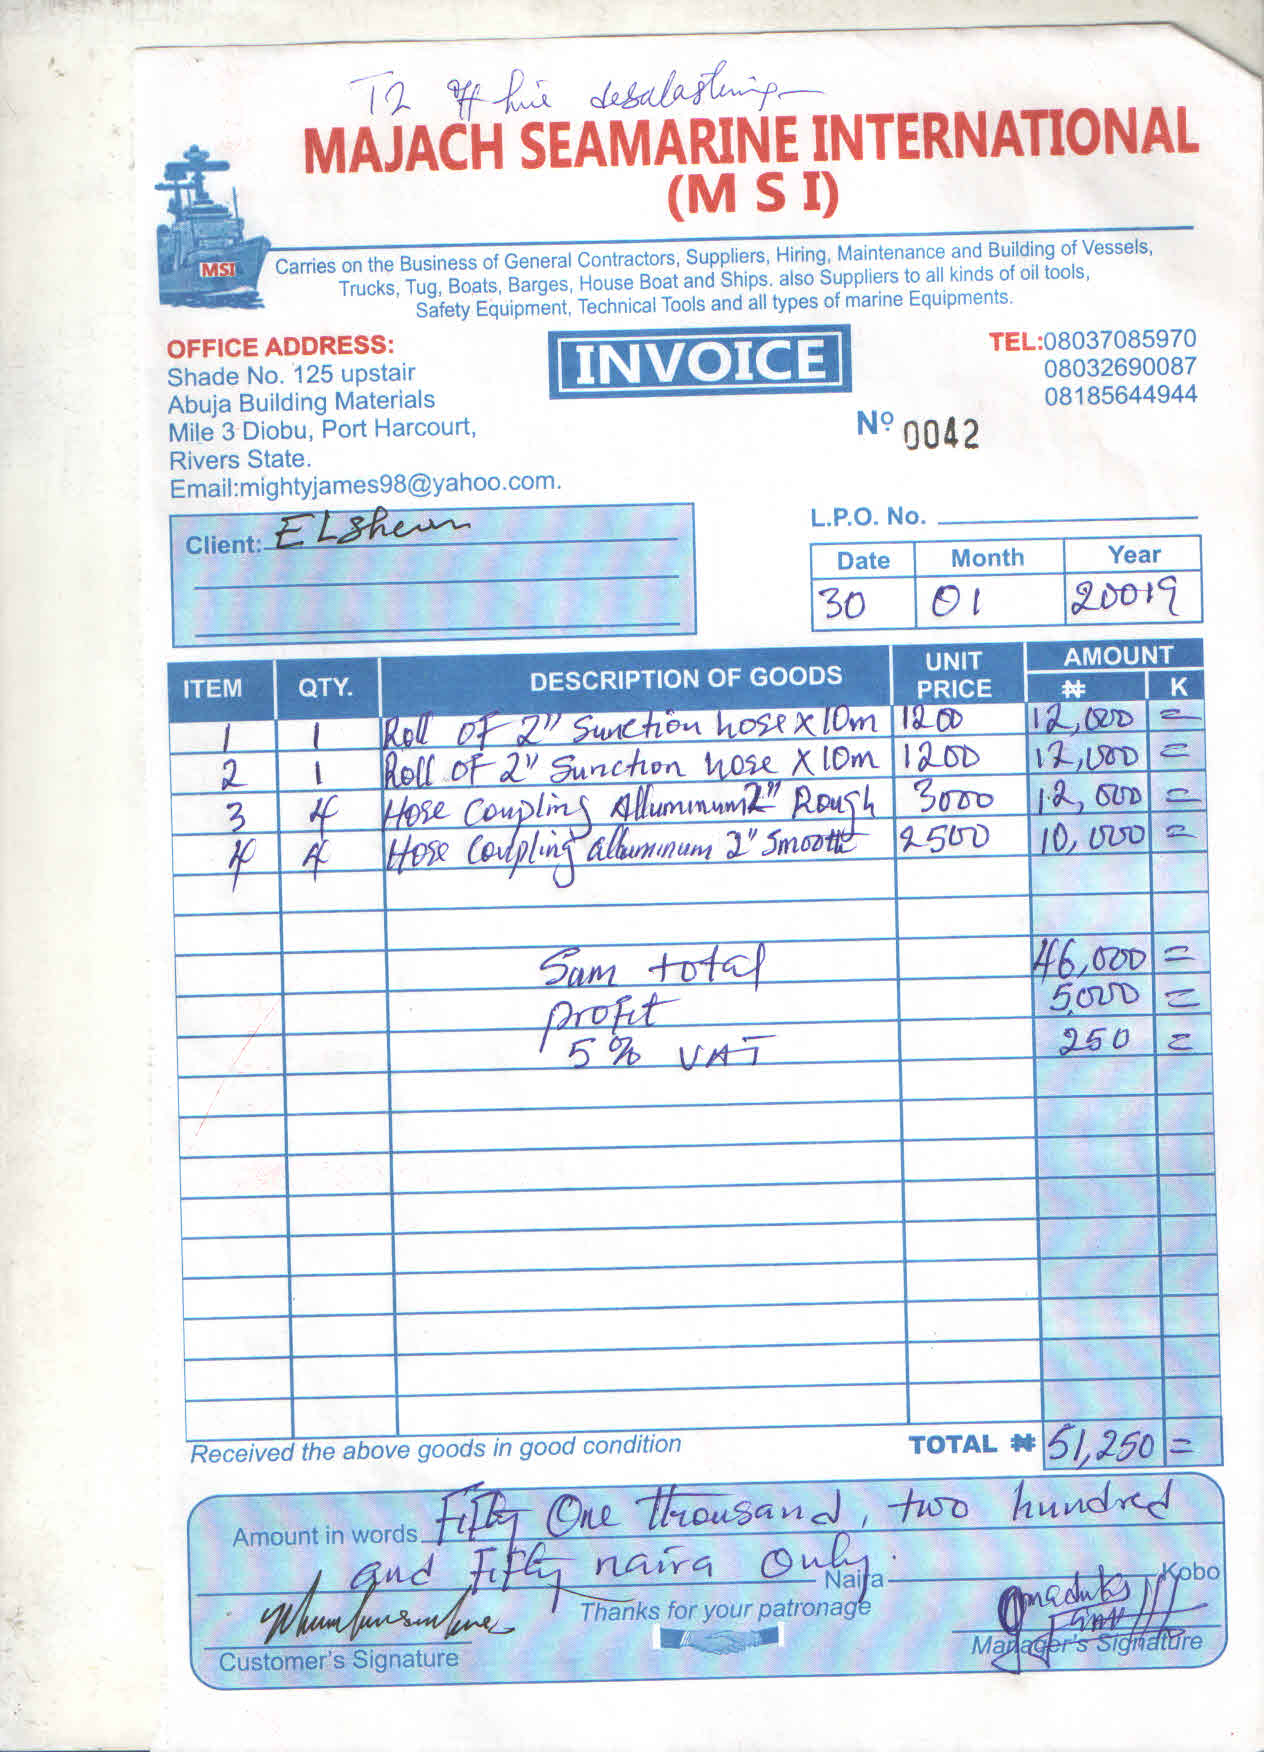 T2 off hire debalasting
MAJACH SEAMARINE INTERNATIONAL
(M S I)
MSI
Carries on the Business of General Contractors, Suppliers, Hiring, Maintenance and Building of Vessels,
Trucks, Tug, Boats, Barges, House Boat and Ships. also Suppliers to all kinds of oil tools,
Safety Equipment, Technical Tools and all types of marine Equipments.
OFFICE ADDRESS:
Shade No. 125 upstair
Abuja Building Materials
Mile 3 Diobu, Port Harcourt,
Rivers State.
Email:mightyjames98@yahoo.com.
INVOICE
TEL:08037085970
08032690087
08185644944
Nº 0042
Client:
L.P.O. No.
Date Month Year
30 01 20019
ITEM QTY. DESCRIPTION OF GOODS UNIT PRICE AMOUNT ₦ K
1 1 Roll OF 2" Sunction hose x 10m 1200 12,000 =
2 1 Roll OF 2" Sunction hose x 10m 1200 12,000 =
3 4 Hose Coupling Alluminum 2" Rough 3000 12,000 =
4 4 Hose Coupling alluminum 2" Smooth 2500 10,000 =
Sum total 46,000 =
profit 5,000 =
5% VAT 250 =
Received the above goods in good condition TOTAL ₦ 51,250 =
Amount in words Fifty One thousand, two hundred
and Fifty naira Only. Naira Kobo
Thanks for your patronage
Customer's Signature Manager's Signature